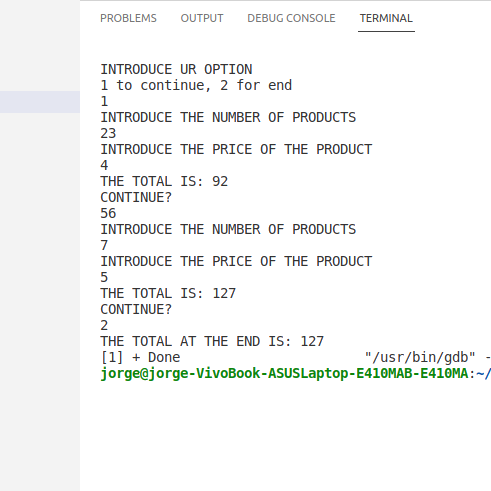 PROBLEMS OUTPUT DEBUG CONSOLE TERMINAL
INTRODUCE UR OPTION
1 to continue, 2 for end
1
INTRODUCE THE NUMBER OF PRODUCTS
23
INTRODUCE THE PRICE OF THE PRODUCT
4
THE TOTAL IS: 92
CONTINUE?
56
INTRODUCE THE NUMBER OF PRODUCTS
7
INTRODUCE THE PRICE OF THE PRODUCT
5
THE TOTAL IS: 127
CONTINUE?
2
THE TOTAL AT THE END IS: 127
[1] + Done "/usr/bin/gdb" -
jorge@jorge-VivoBook-ASUSLaptop-E410MAB-E410MA:~/